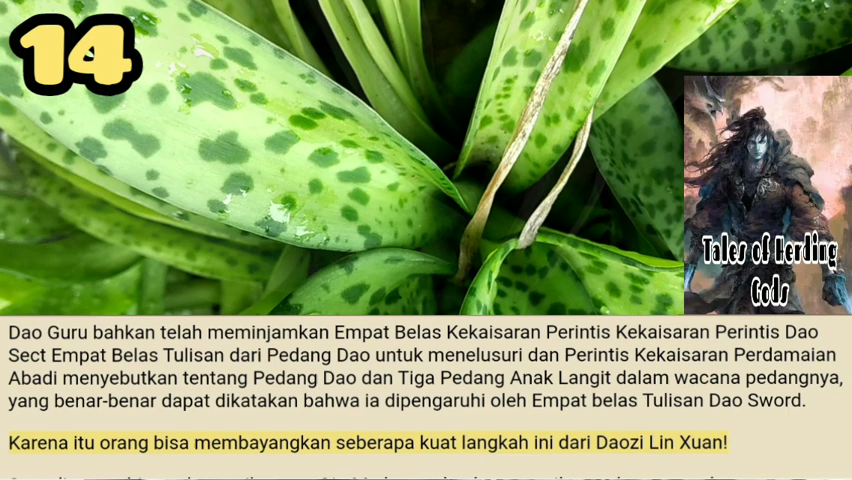 14
Tales of Herding
Gods
Dao Guru bahkan telah meminjamkan Empat Belas Kekaisaran Perintis Kekaisaran Perintis Dao
Sect Empat Belas Tulisan dari Pedang Dao untuk menelusuri dan Perintis Kekaisaran Perdamaian
Abadi menyebutkan tentang Pedang Dao dan Tiga Pedang Anak Langit dalam wacana pedangnya,
yang benar-benar dapat dikatakan bahwa ia dipengaruhi oleh Empat belas Tulisan Dao Sword.
Karena itu orang bisa membayangkan seberapa kuat langkah ini dari Daozi Lin Xuan!